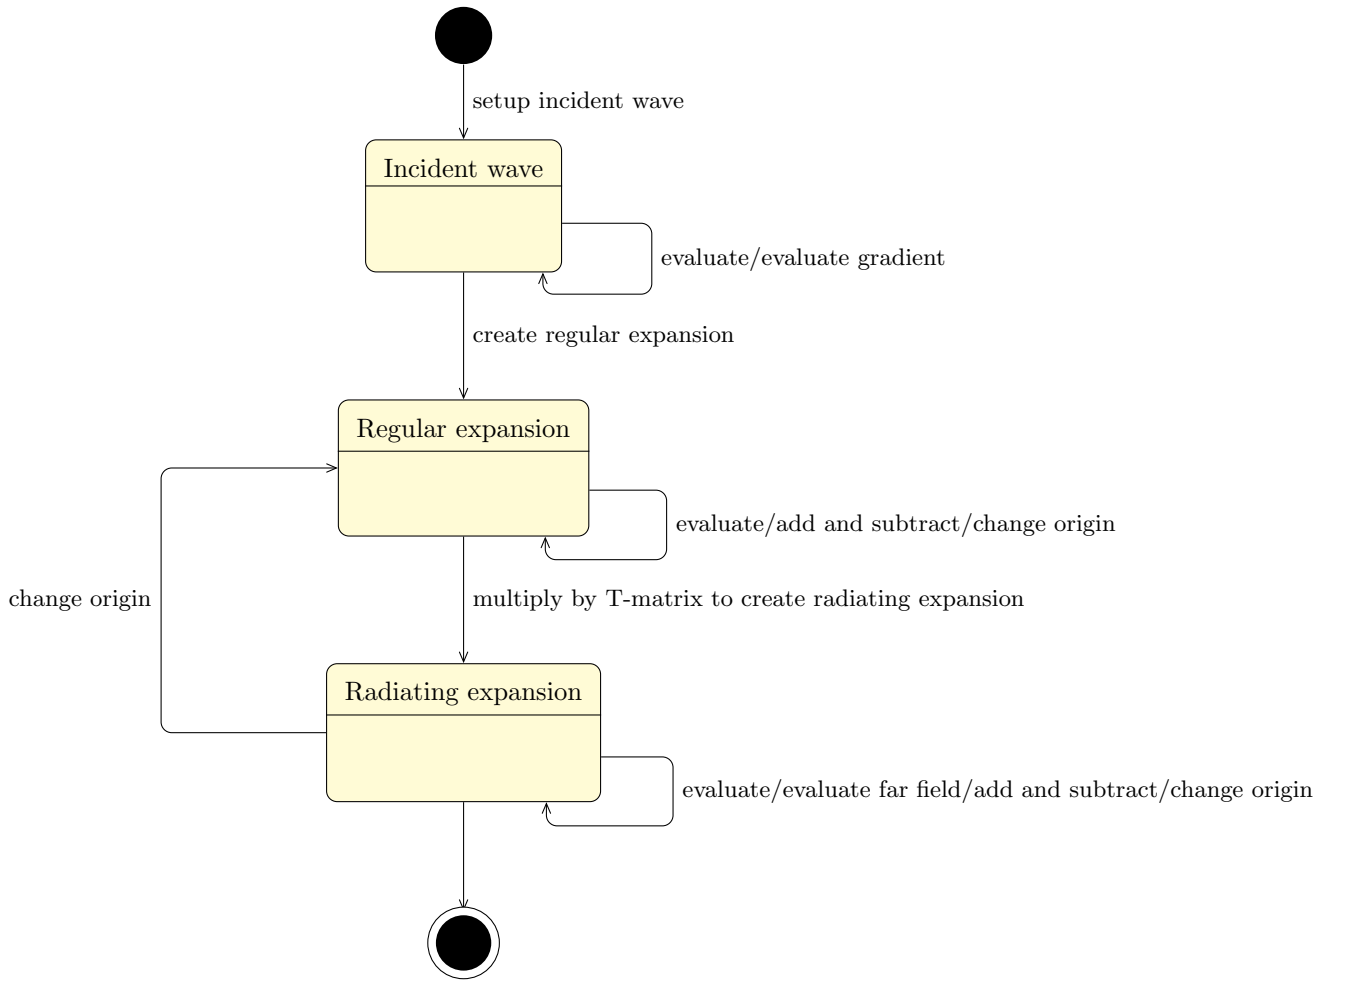 setup incident wave
Incident wave
evaluate/evaluate gradient
create regular expansion
Regular expansion
evaluate/add and subtract/change origin
change origin
multiply by T-matrix to create radiating expansion
Radiating expansion
evaluate/evaluate far field/add and subtract/change origin